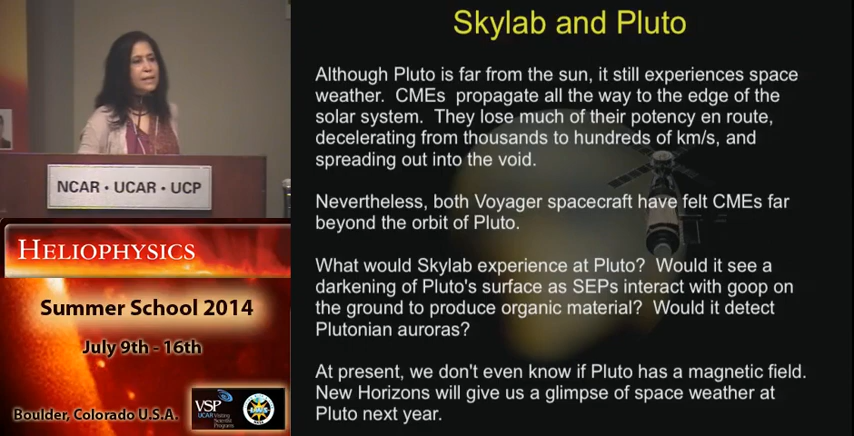 NCAR • UCAR • UCP
HELIOPHYSICS
Summer School 2014
July 9th - 16th
Boulder, Colorado U.S.A.
VSP
UCAR Visiting
Scientist
Programs
Skylab and Pluto
Although Pluto is far from the sun, it still experiences space
weather. CMEs propagate all the way to the edge of the
solar system. They lose much of their potency en route,
decelerating from thousands to hundreds of km/s, and
spreading out into the void.
Nevertheless, both Voyager spacecraft have felt CMEs far
beyond the orbit of Pluto.
What would Skylab experience at Pluto? Would it see a
darkening of Pluto's surface as SEPs interact with goop on
the ground to produce organic material? Would it detect
Plutonian auroras?
At present, we don't even know if Pluto has a magnetic field.
New Horizons will give us a glimpse of space weather at
Pluto next year.